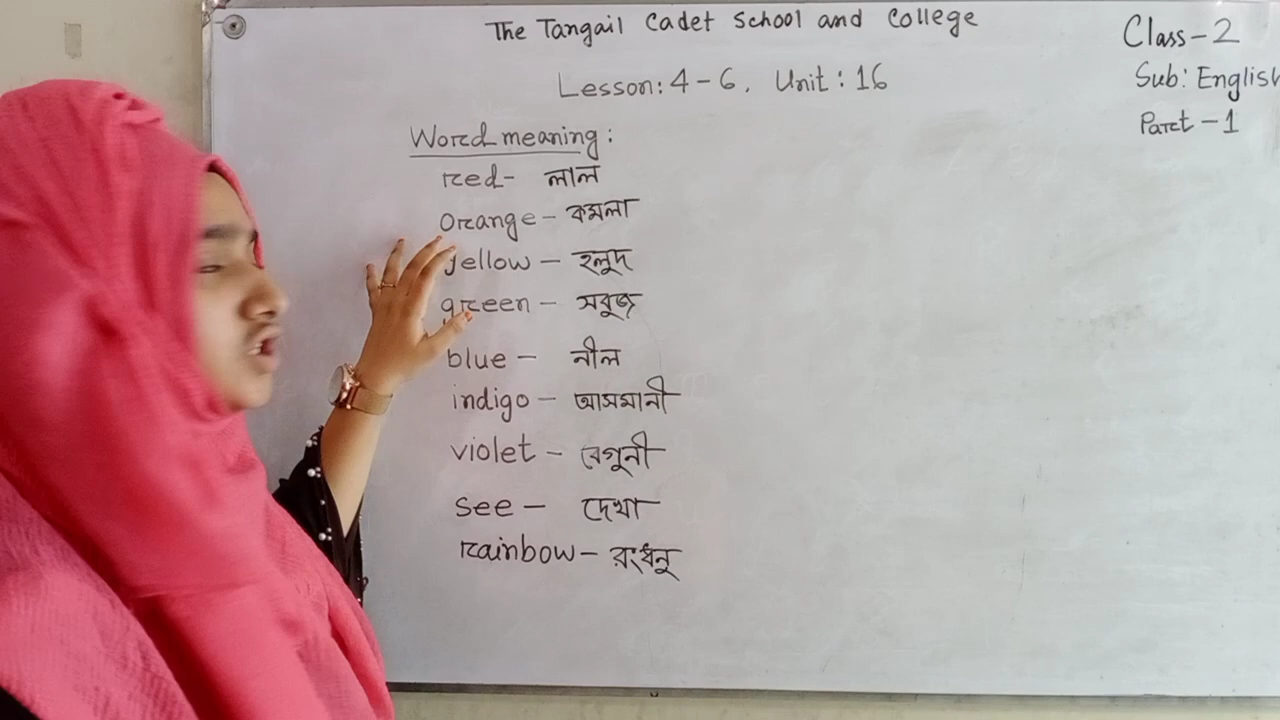 The Tangail Cadet School and College
Class-2
Lesson: 4-6, Unit: 16
Sub: English
Part-1
Word meaning:
red- লাল
Orange- কমলা
yellow- হলুদ
green- সবুজ
blue- নীল
indigo- আসমানী
violet- বেগুনী
see- দেখা
rainbow- রংধনু